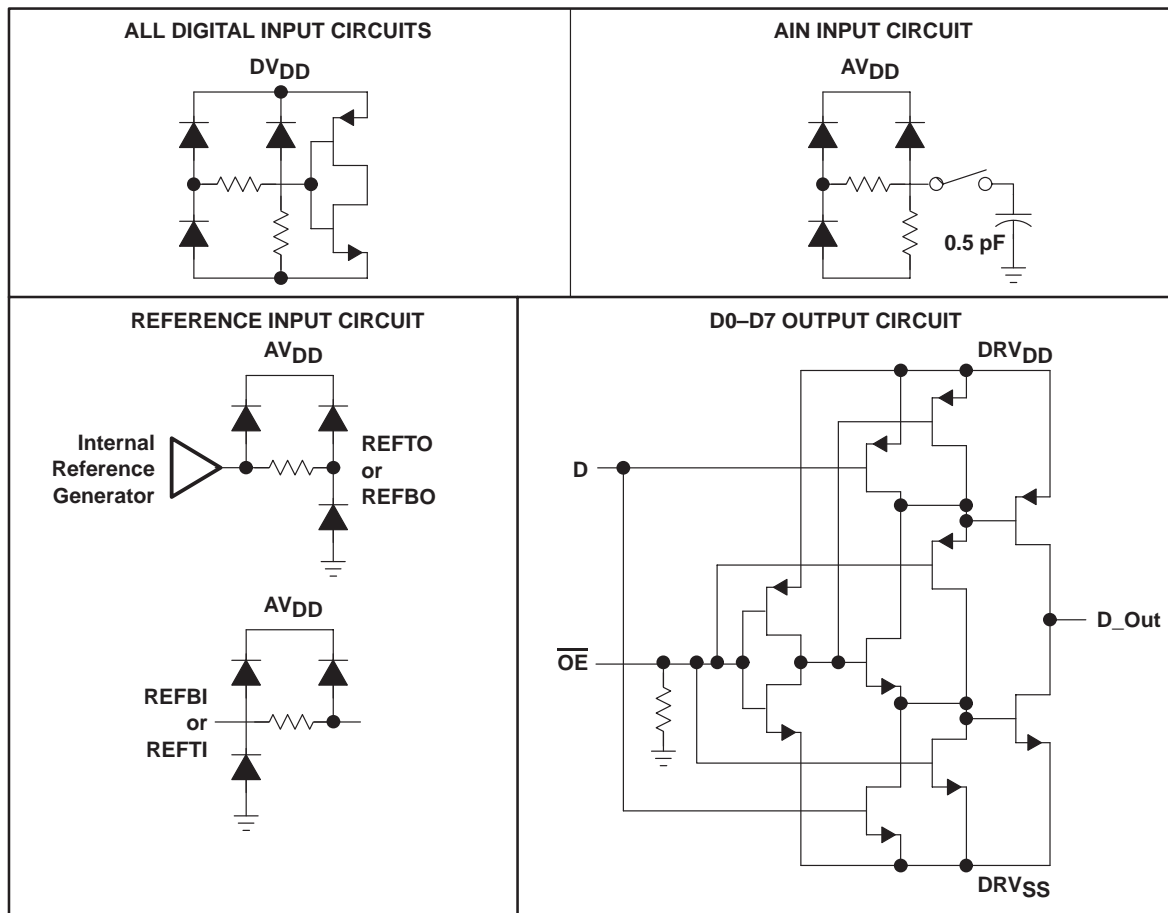 ALL DIGITAL INPUT CIRCUITS
DVDD
AIN INPUT CIRCUIT
AVDD
0.5 pF
REFERENCE INPUT CIRCUIT
AVDD
Internal
Reference
Generator
REFTO
or
REFBO
AVDD
REFBI
or
REFTI
D0–D7 OUTPUT CIRCUIT
DRVDD
D
D_Out
OE
DRVSS